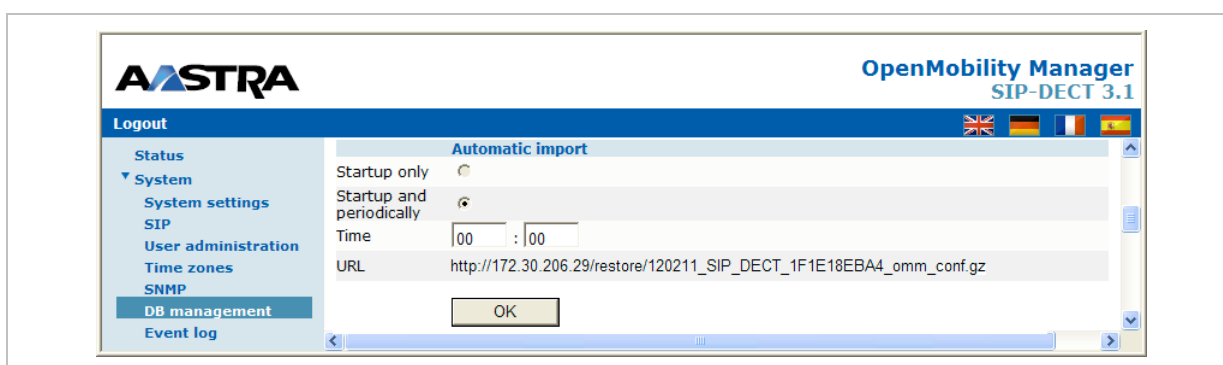 AASTRA
OpenMobility Manager
SIP-DECT 3.1
Logout
Status
System
System settings
SIP
User administration
Time zones
SNMP
DB management
Event log
Automatic import
Startup only
Startup and
periodically
Time 00 : 00
URL http://172.30.206.29/restore/120211_SIP_DECT_1F1E18EBA4_omm_conf.gz
OK